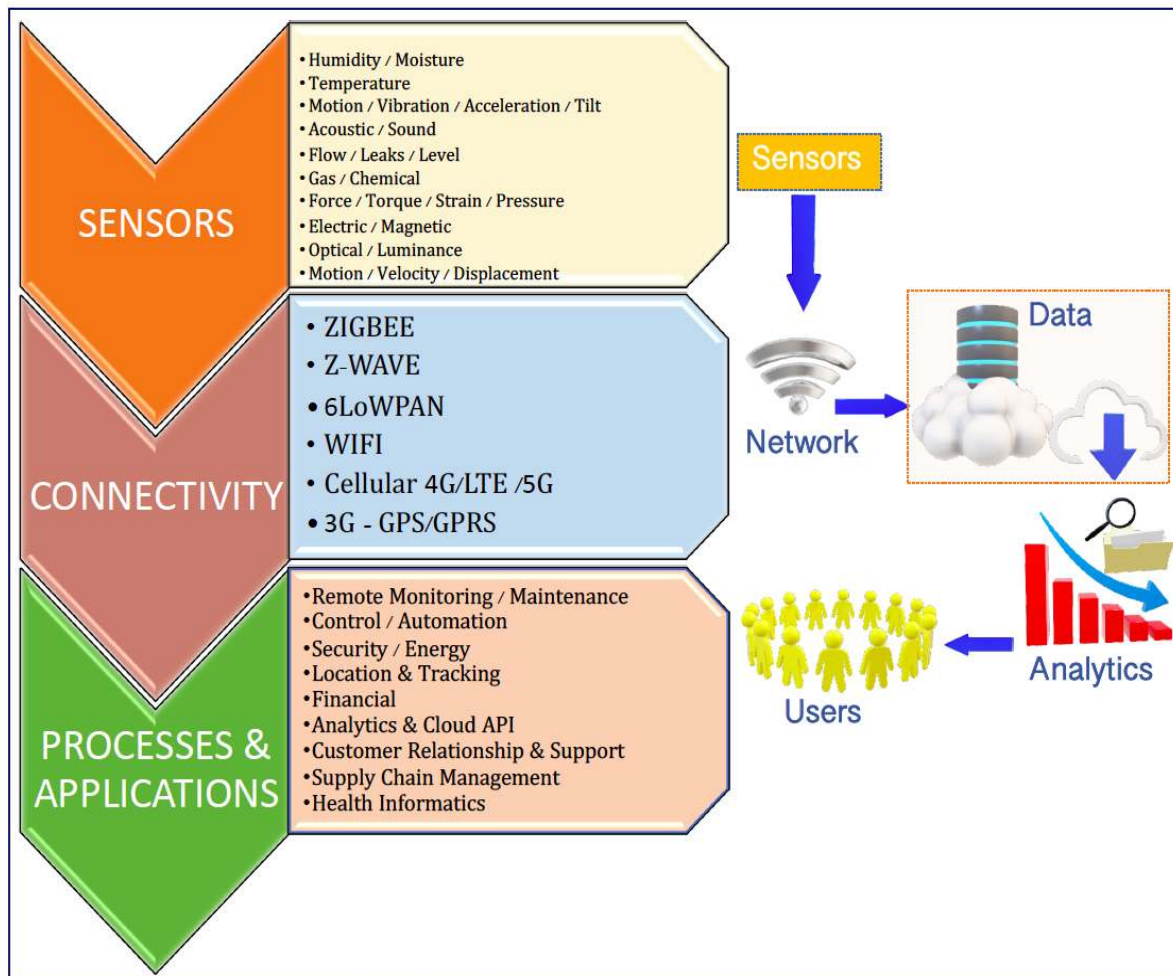 SENSORS
•Humidity / Moisture
•Temperature
•Motion / Vibration / Acceleration / Tilt
•Acoustic / Sound
•Flow / Leaks / Level
•Gas / Chemical
•Force / Torque / Strain / Pressure
•Electric / Magnetic
•Optical / Luminance
•Motion / Velocity / Displacement
CONNECTIVITY
• ZIGBEE
• Z-WAVE
• 6LoWPAN
• WIFI
• Cellular 4G/LTE /5G
• 3G - GPS/GPRS
PROCESSES &
APPLICATIONS
•Remote Monitoring / Maintenance
•Control / Automation
•Security / Energy
•Location & Tracking
•Financial
•Analytics & Cloud API
•Customer Relationship & Support
•Supply Chain Management
•Health Informatics
Sensors
Network
Data
Analytics
Users